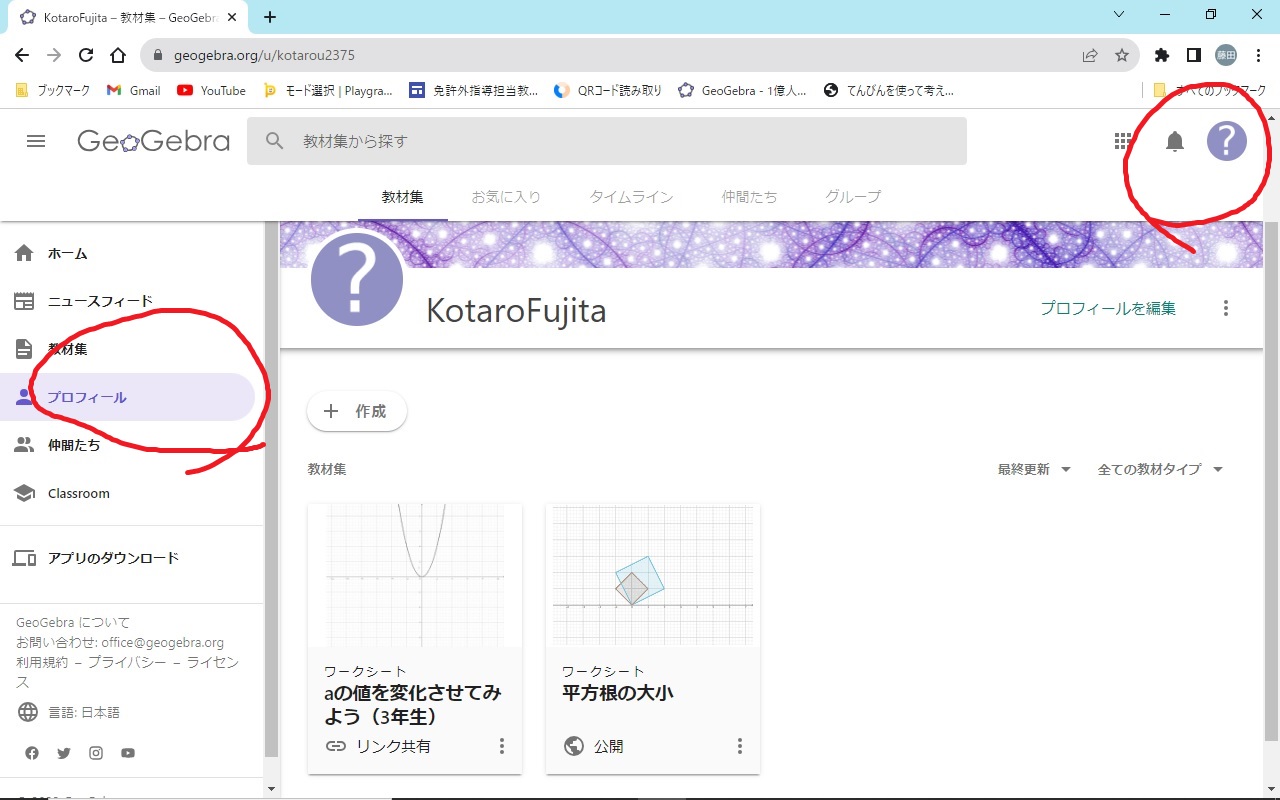 KotaroFujita – 教材集 – GeoGebr
geogebra.org/u/kotarou2375
藤田
ブックマーク
Gmail
YouTube
モード選択 | Playgra...
免許外指導担当教...
QRコード読み取り
GeoGebra - 1億人...
てんびんを使って考え...
すべてのブックマーク
GeoGebra
教材集から探す
?
教材集
お気に入り
タイムライン
仲間たち
グループ
ホーム
ニュースフィード
教材集
プロフィール
仲間たち
Classroom
アプリのダウンロード
GeoGebra について
お問い合わせ: office@geogebra.org
利用規約 – プライバシー – ライセン
ス
言語: 日本語
?
KotaroFujita
プロフィールを編集
+ 作成
教材集
最終更新
全ての教材タイプ
ワークシート
aの値を変化させてみ
よう（3年生）
リンク共有
ワークシート
平方根の大小
公開